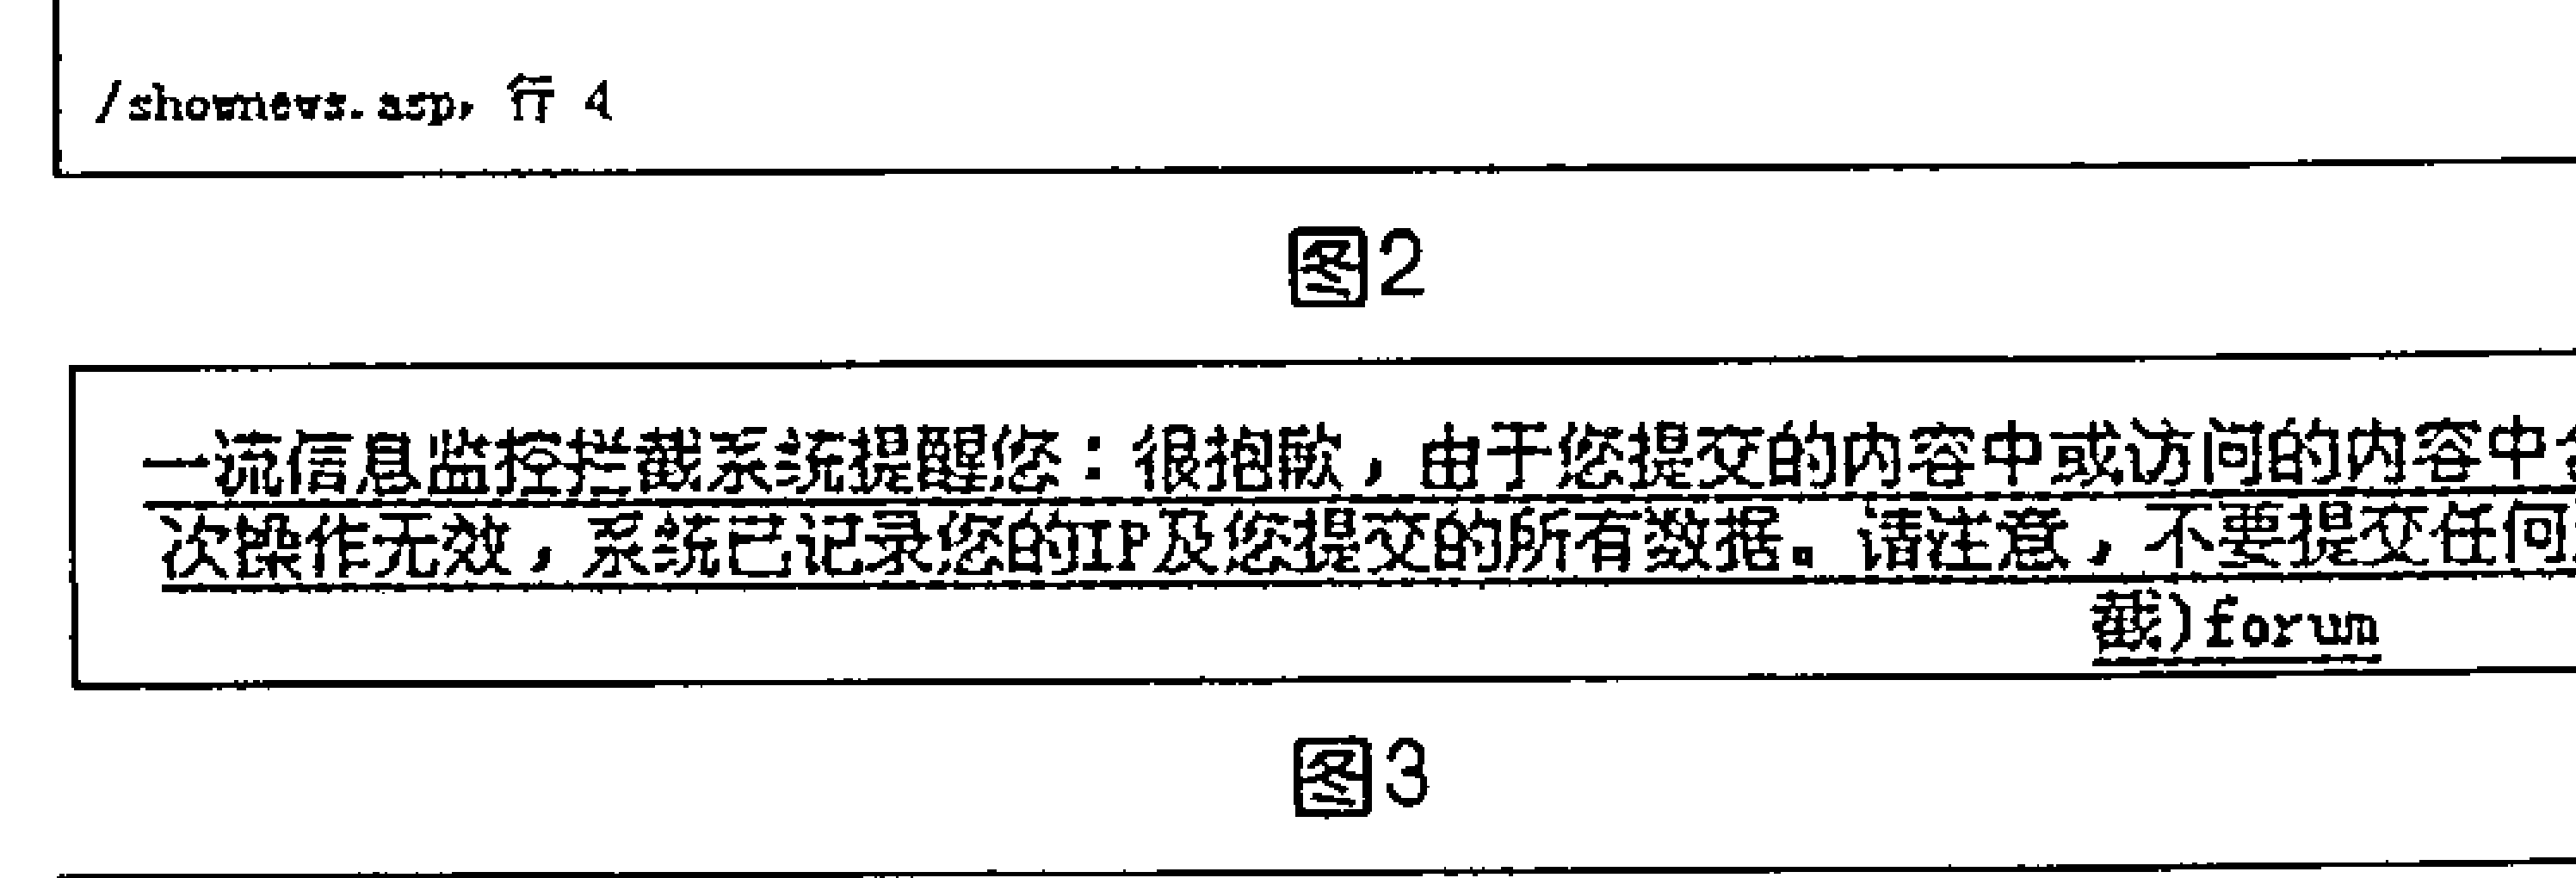 /shownews.asp，行 4
图2
一流信息监控拦截系统提醒您：很抱歉，由于您提交的内容中或访问的内容中
次操作无效，系统已记录您的IP及您提交的所有数据。请注意，不要提交任何
截)forum
图3